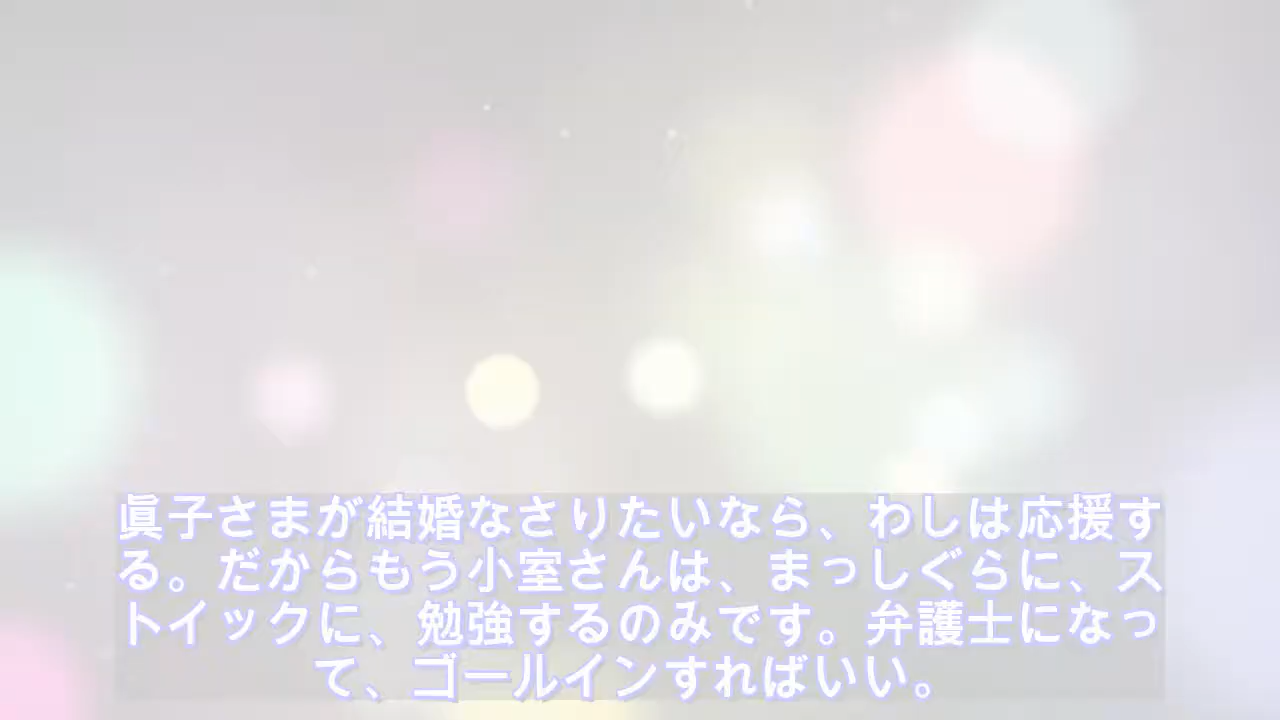 眞子さまが結婚なさりたいなら、わしは応援す
る。だからもう小室さんは、まっしぐらに、ス
トイックに、勉強するのみです。弁護士になっ
て、ゴールインすればいい。